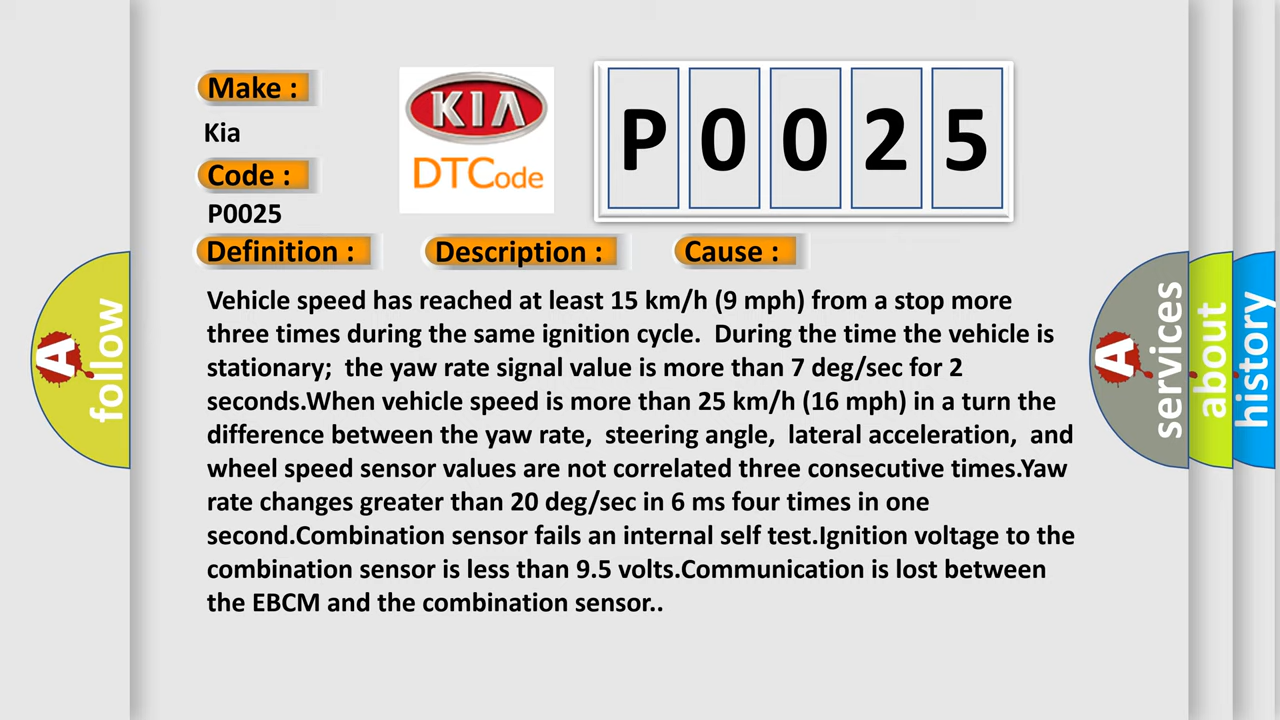 Make :
Kia
Code :
P0025
KIA
DTCode
P0025
Definition :
Description :
Cause :
Vehicle speed has reached at least 15 km/h (9 mph) from a stop more
three times during the same ignition cycle.  During the time the vehicle is
stationary;  the yaw rate signal value is more than 7 deg/sec for 2
seconds.When vehicle speed is more than 25 km/h (16 mph) in a turn the
difference between the yaw rate,  steering angle,  lateral acceleration,  and
wheel speed sensor values are not correlated three consecutive times.Yaw
rate changes greater than 20 deg/sec in 6 ms four times in one
second.Combination sensor fails an internal self test.Ignition voltage to the
combination sensor is less than 9.5 volts.Communication is lost between
the EBCM and the combination sensor..
A
follow
A
services
about
history